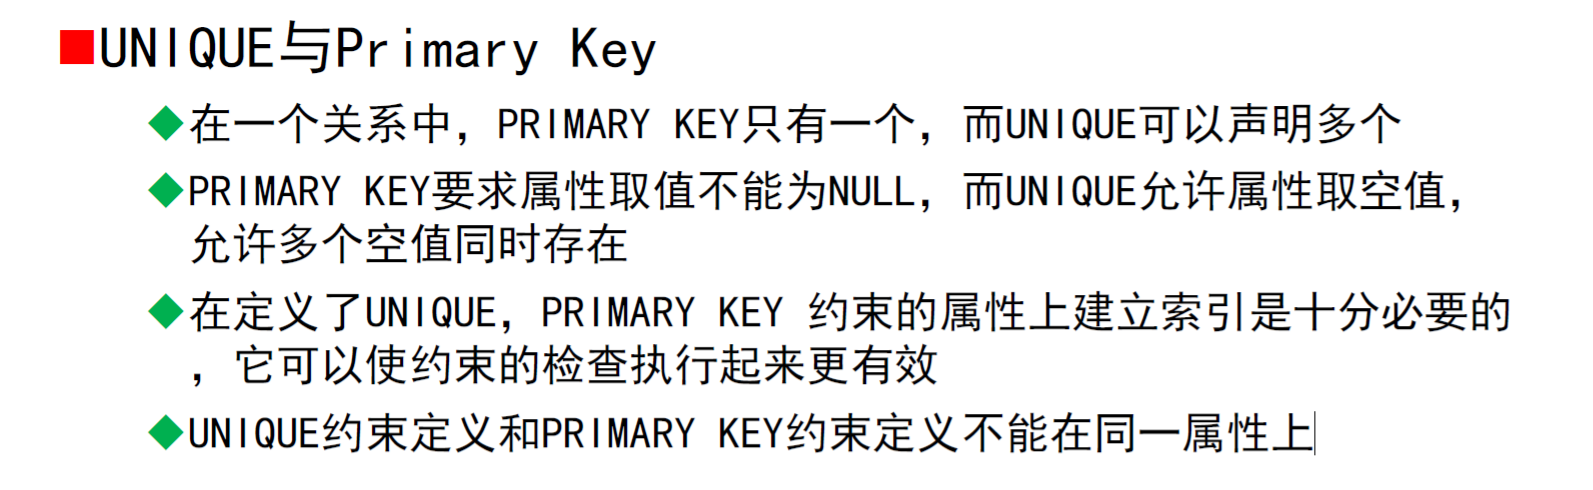 UNIQUE与Primary Key
在一个关系中，PRIMARY KEY只有一个，而UNIQUE可以声明多个
PRIMARY KEY要求属性取值不能为NULL，而UNIQUE允许属性取空值，
允许多个空值同时存在
在定义了UNIQUE，PRIMARY KEY 约束的属性上建立索引是十分必要的
，它可以使约束的检查执行起来更有效
UNIQUE约束定义和PRIMARY KEY约束定义不能在同一属性上